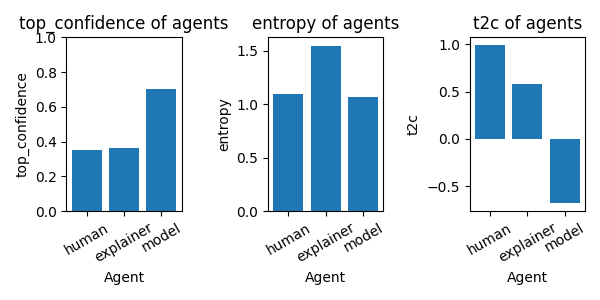 top_confidence of agents
top_confidence
1.0
0.8
0.6
0.4
0.2
0.0
human
explainer
model
Agent
entropy of agents
entropy
1.5
1.0
0.5
0.0
human
explainer
model
Agent
t2c of agents
t2c
1.0
0.5
0.0
−0.5
human
explainer
model
Agent